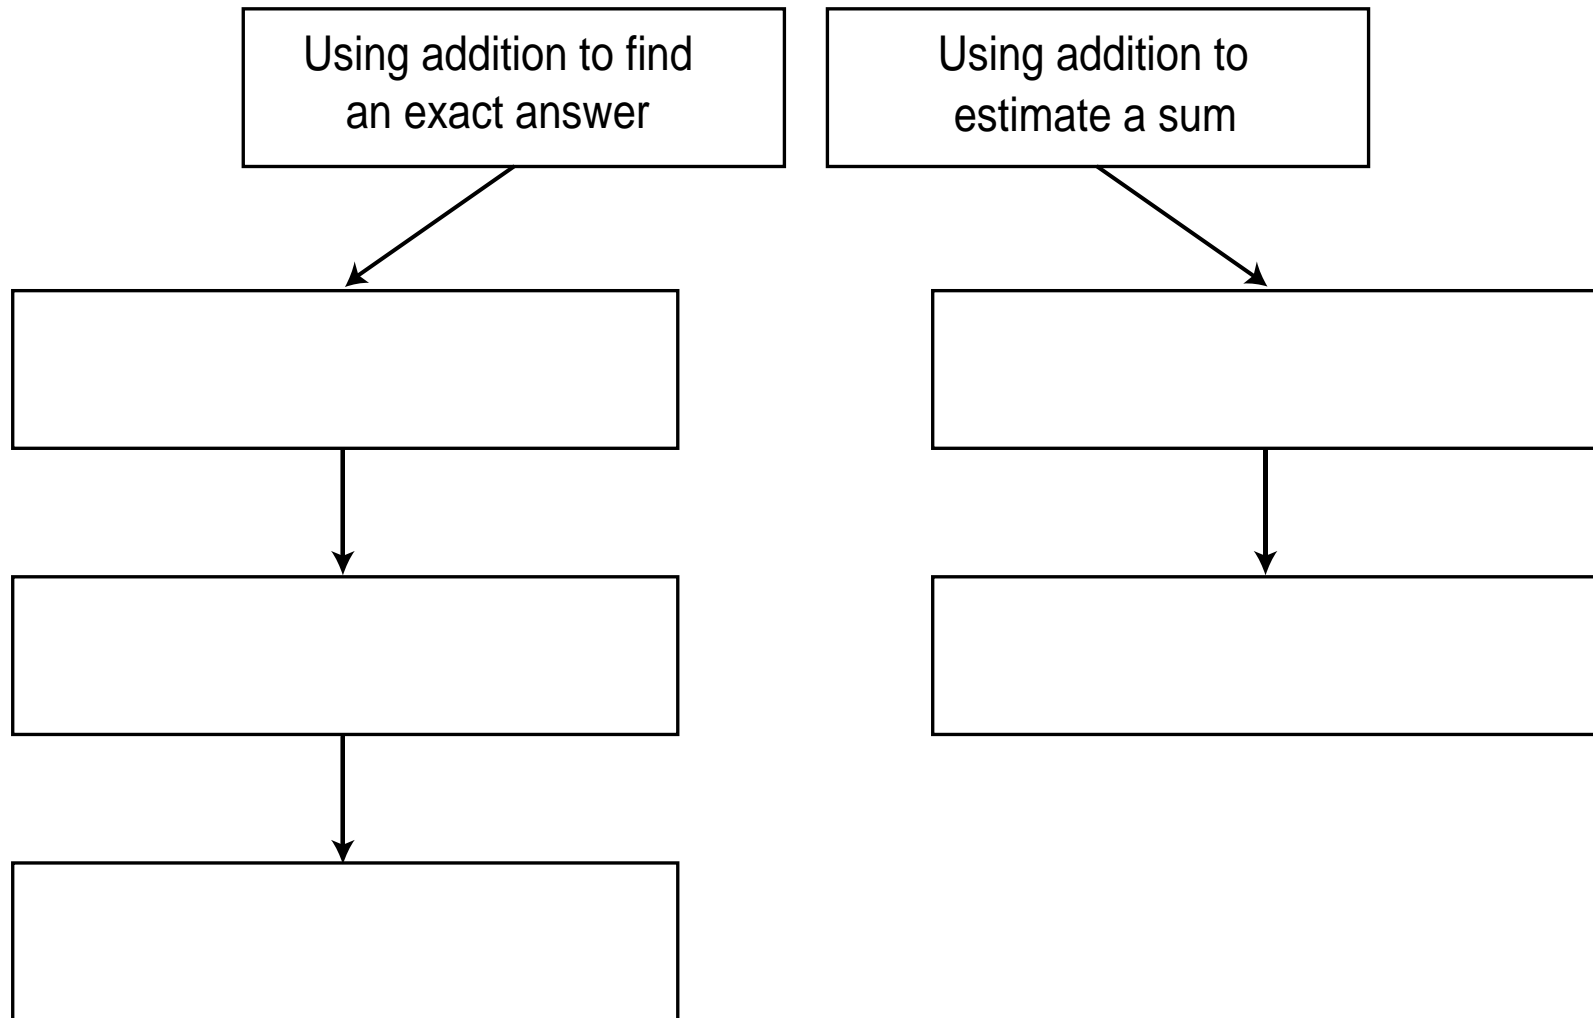 Using addition to find
an exact answer
Using addition to
estimate a sum